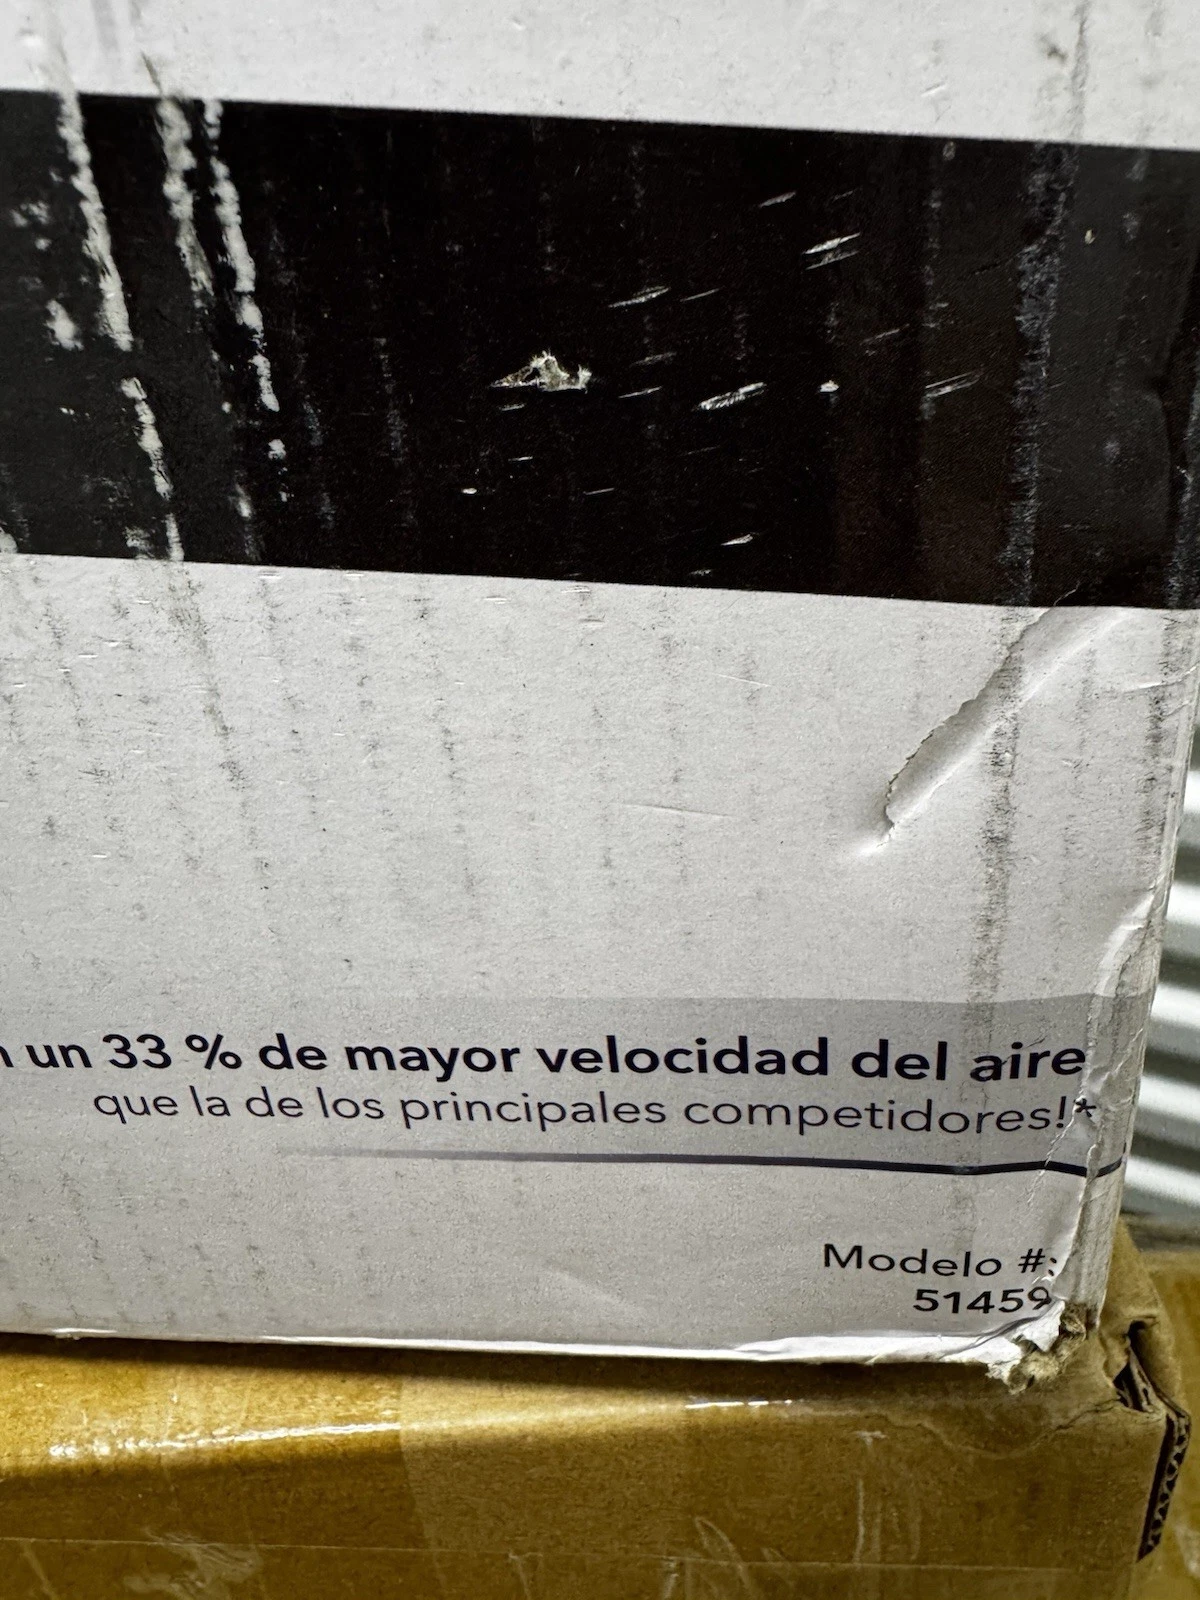 un 33 % de mayor velocidad del aire
que la de los principales competidores!*
Modelo #:
51459